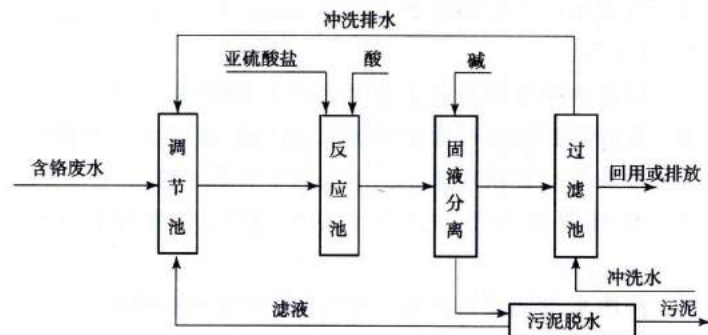 冲洗排水
亚硫酸盐
酸
碱
含铬废水
调节池
反应池
固液分离
过滤池
回用或排放
冲洗水
滤液
污泥脱水
污泥